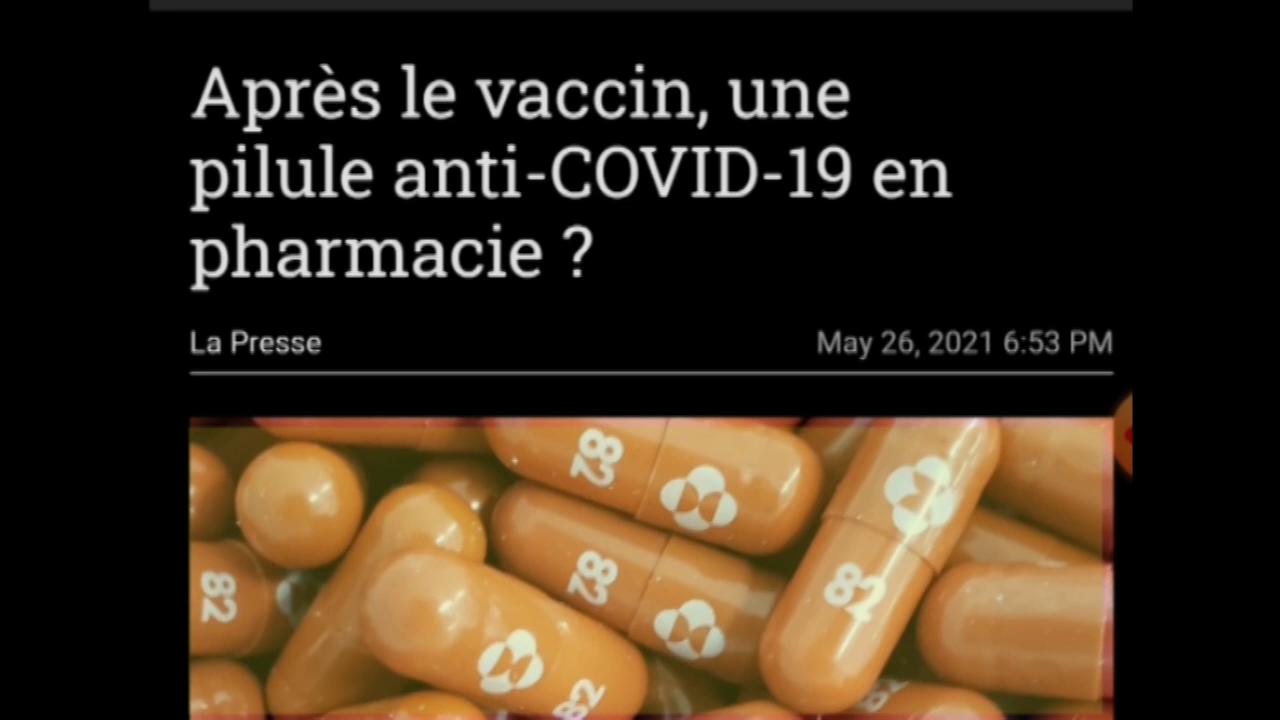 Après le vaccin, une
pilule anti-COVID-19 en
pharmacie ?
La Presse
May 26, 2021 6:53 PM
82
82
82
82
82
82